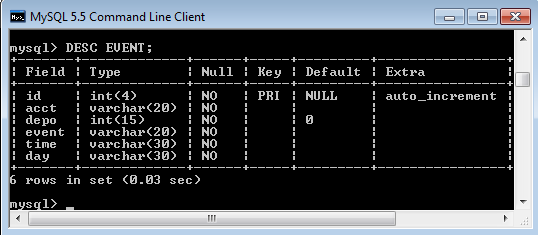 MySQL 5.5 Command Line Client
mysql> DESC EVENT;
+-------+-------------+------+-----+---------+----------------+
| Field | Type        | Null | Key | Default | Extra          |
+-------+-------------+------+-----+---------+----------------+
| id    | int(4)      | NO   | PRI | NULL    | auto_increment |
| acct  | varchar(20) | NO   |     |         |                |
| depo  | int(15)     | NO   |     | 0       |                |
| event | varchar(20) | NO   |     |         |                |
| time  | varchar(30) | NO   |     |         |                |
| day   | varchar(30) | NO   |     |         |                |
+-------+-------------+------+-----+---------+----------------+
6 rows in set (0.03 sec)
mysql> _